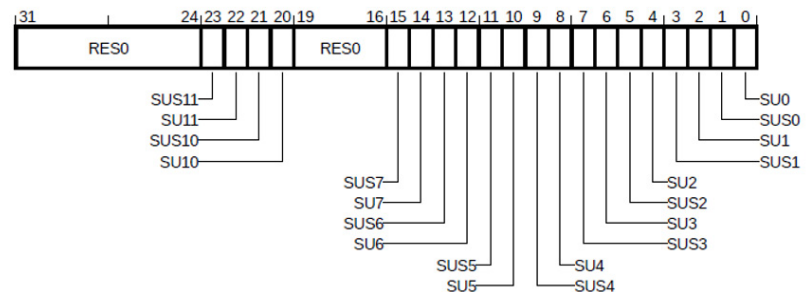 31 24 23 22 21 20 19 16 15 14 13 12 11 10 9 8 7 6 5 4 3 2 1 0
RES0 RES0
SUS11 SU0
SU11 SUS0
SUS10 SU1
SU10 SUS1
SUS7 SU2
SU7 SUS2
SUS6 SU3
SU6 SUS3
SUS5 SU4
SU5 SUS4